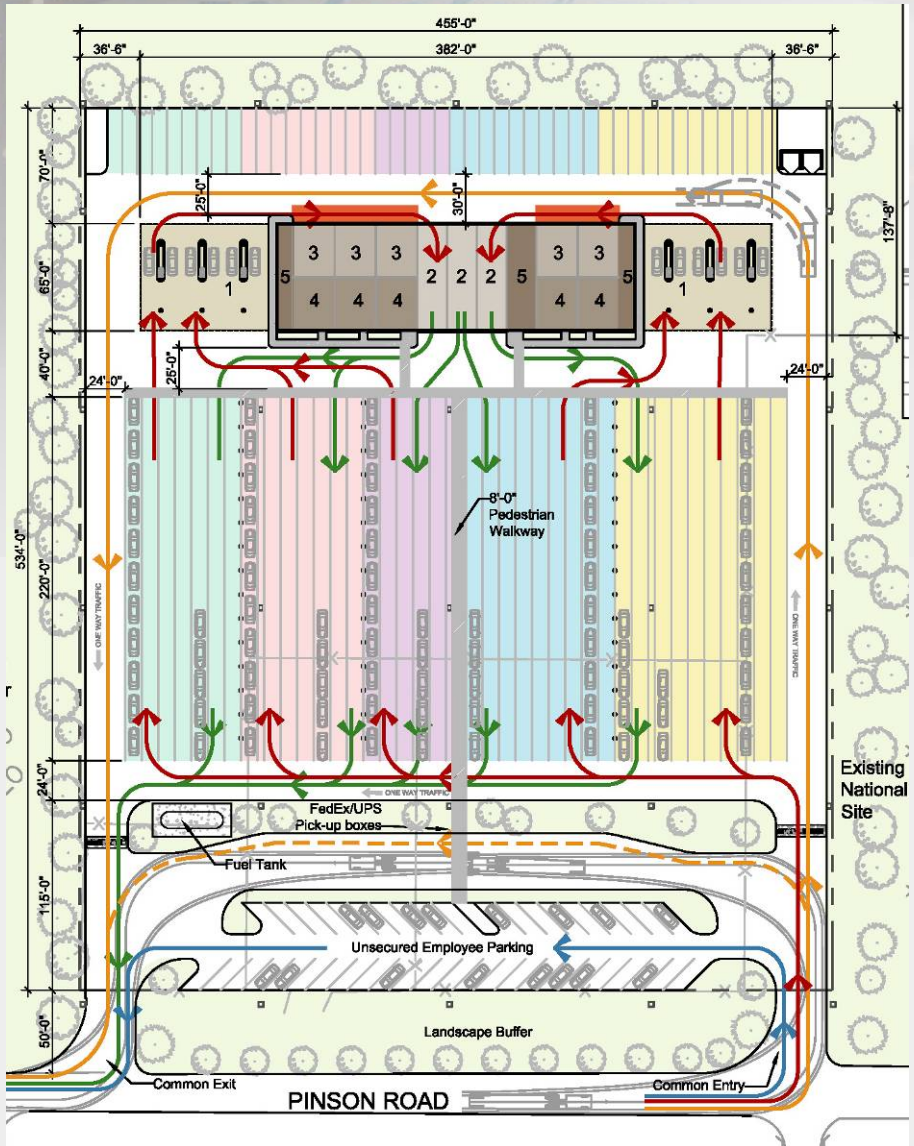 455'-0"
36'-6"
382'-0"
36'-6"
70'-0"
25'-0"
30'-0"
137'-8"
65'-0"
1
5
3
3
3
4
4
4
2
2
2
5
3
3
4
4
5
1
40'-0"
25'-0"
24'-0"
24'-0"
534'-0"
220'-0"
8'-0"
Pedestrian
Walkway
ONE WAY TRAFFIC
ONE WAY TRAFFIC
24'-0"
ONE WAY TRAFFIC
Existing
National
Site
FedEx/UPS
Pick-up boxes
Fuel Tank
115'-0"
Unsecured Employee Parking
50'-0"
Landscape Buffer
Common Exit
Common Entry
PINSON ROAD